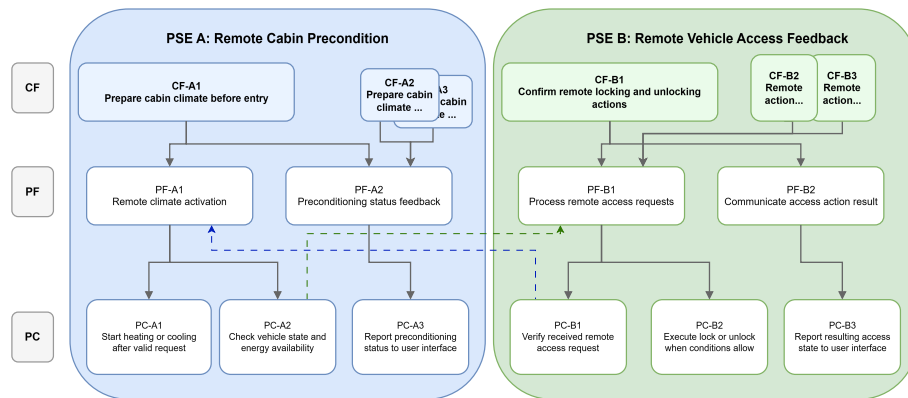 PSE A: Remote Cabin Precondition
PSE B: Remote Vehicle Access Feedback
CF
CF-A1
Prepare cabin climate before entry
CF-A2
Prepare cabin
climate ...
A3
cabin
e ...
CF-B1
Confirm remote locking and unlocking
actions
CF-B2
Remote
action...
CF-B3
Remote
action...
PF
PF-A1
Remote climate activation
PF-A2
Preconditioning status feedback
PF-B1
Process remote access requests
PF-B2
Communicate access action result
PC
PC-A1
Start heating or cooling
after valid request
PC-A2
Check vehicle state and
energy availability
PC-A3
Report preconditioning
status to user interface
PC-B1
Verify received remote
access request
PC-B2
Execute lock or unlock
when conditions allow
PC-B3
Report resulting access
state to user interface